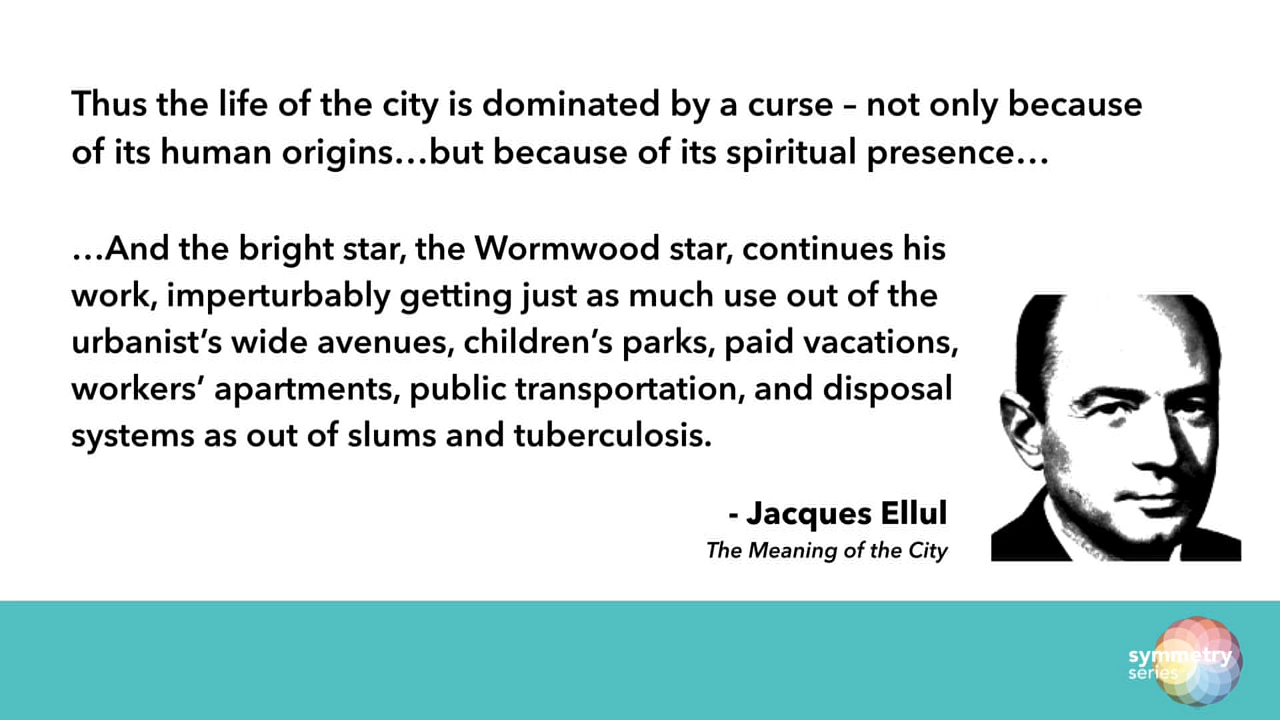 Thus the life of the city is dominated by a curse – not only because
of its human origins…but because of its spiritual presence…
…And the bright star, the Wormwood star, continues his
work, imperturbably getting just as much use out of the
urbanist’s wide avenues, children’s parks, paid vacations,
workers’ apartments, public transportation, and disposal
systems as out of slums and tuberculosis.
- Jacques Ellul
The Meaning of the City
symmetry
series